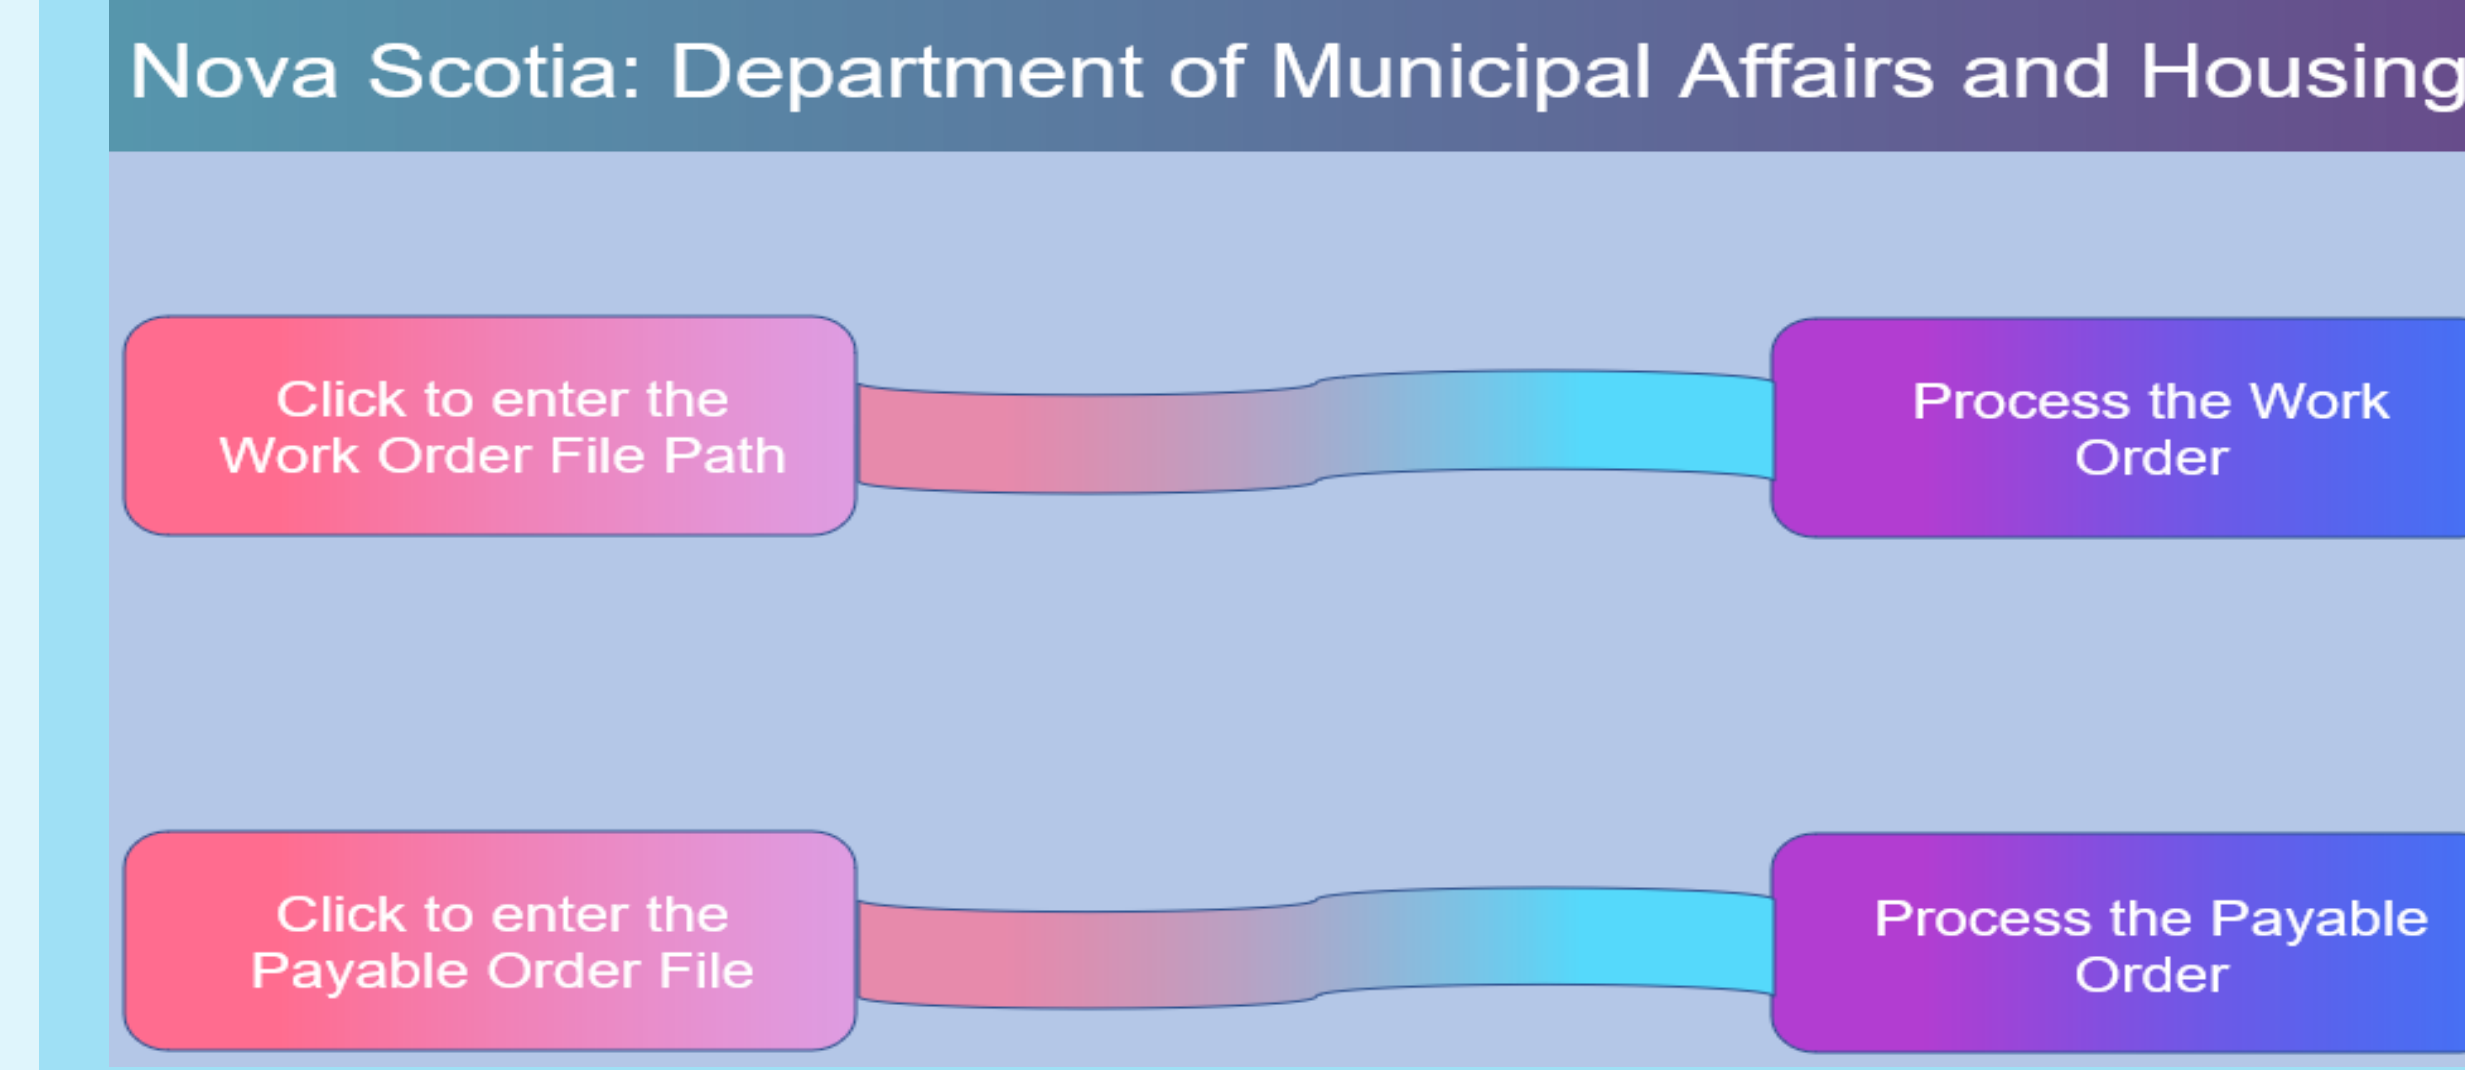 Nova Scotia: Department of Municipal Affairs and Housing
Click to enter the
Work Order File Path
Process the Work
Order
Click to enter the
Payable Order File
Process the Payable
Order